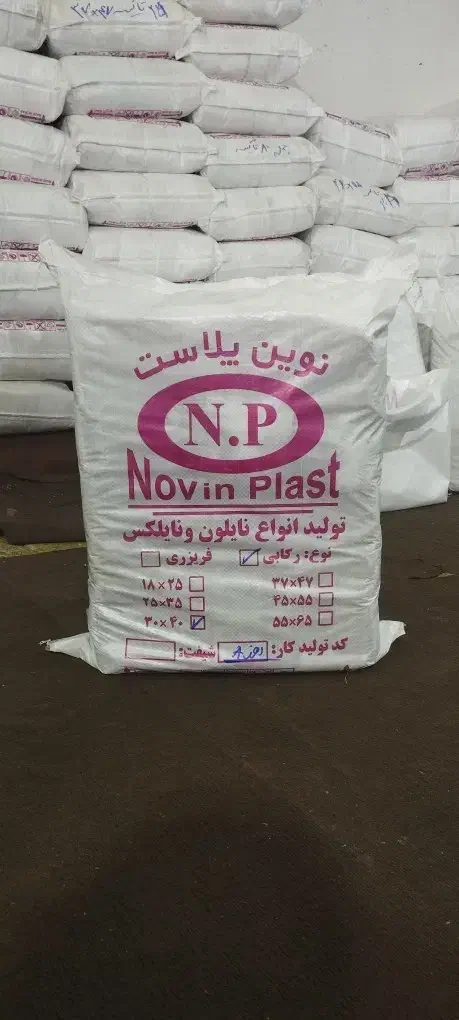 نوین پلاست
N.P
Novin Plast
تولید انواع نایلون ونایلکس
نوع: رکابی فریزری
۳۷×۴۷ ۱۸×۲۵
۴۵×۵۵ ۲۵×۳۵
۵۵×۶۵ ۳۰×۴۰
کد تولید کار: شیفت: